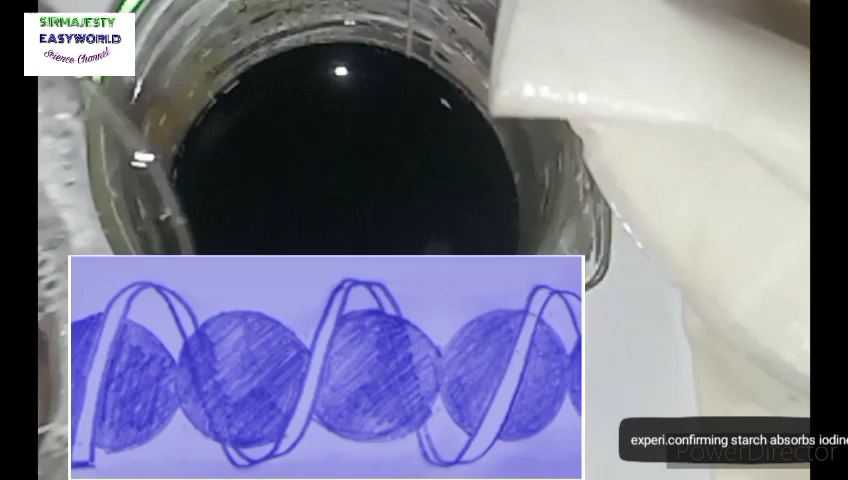 SIRMAJESTY
EASYWORLD
Science Channel
experi.confirming starch absorbs iodine
PowerDirector